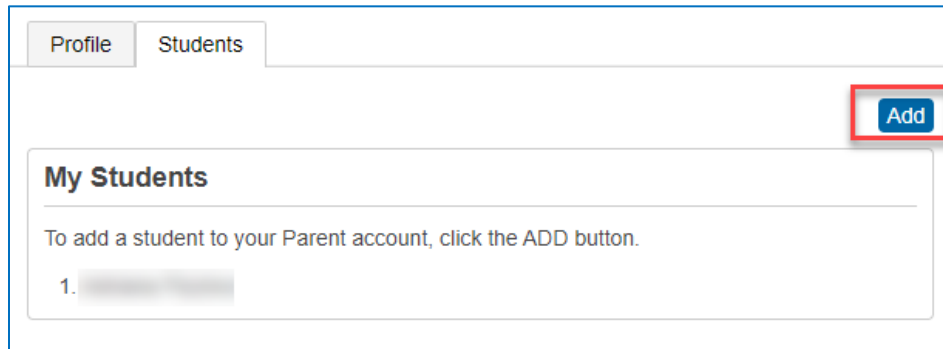 Profile Students
Add
My Students
To add a student to your Parent account, click the ADD button.
1.